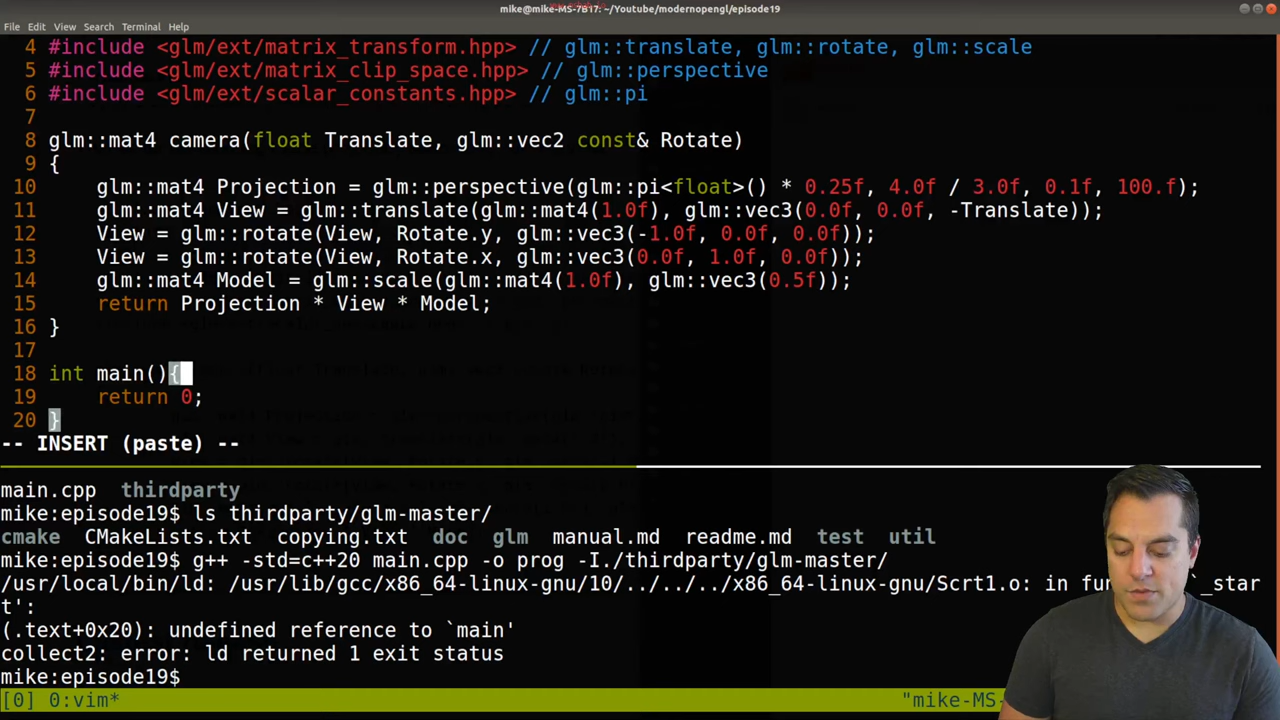 mike@mike-MS-7B17: ~/Youtube/modernopengl/episode19
File Edit View Search Terminal Help
4 #include <glm/ext/matrix_transform.hpp> // glm::translate, glm::rotate, glm::scale
5 #include <glm/ext/matrix_clip_space.hpp> // glm::perspective
6 #include <glm/ext/scalar_constants.hpp> // glm::pi
7
8 glm::mat4 camera(float Translate, glm::vec2 const& Rotate)
9 {
10 glm::mat4 Projection = glm::perspective(glm::pi<float>() * 0.25f, 4.0f / 3.0f, 0.1f, 100.f);
11 glm::mat4 View = glm::translate(glm::mat4(1.0f), glm::vec3(0.0f, 0.0f, -Translate));
12 View = glm::rotate(View, Rotate.y, glm::vec3(-1.0f, 0.0f, 0.0f));
13 View = glm::rotate(View, Rotate.x, glm::vec3(0.0f, 1.0f, 0.0f));
14 glm::mat4 Model = glm::scale(glm::mat4(1.0f), glm::vec3(0.5f));
15 return Projection * View * Model;
16 }
17
18 int main(){
19 return 0;
20 }
-- INSERT (paste) --
main.cpp thirdparty
mike:episode19$ ls thirdparty/glm-master/
cmake CMakeLists.txt copying.txt doc glm manual.md readme.md test util
mike:episode19$ g++ -std=c++20 main.cpp -o prog -I./thirdparty/glm-master/
/usr/local/bin/ld: /usr/lib/gcc/x86_64-linux-gnu/10/../../../x86_64-linux-gnu/Scrt1.o: in `_star
t':
(.text+0x20): undefined reference to `main'
collect2: error: ld returned 1 exit status
mike:episode19$
[0] 0:vim* "mike-MS-